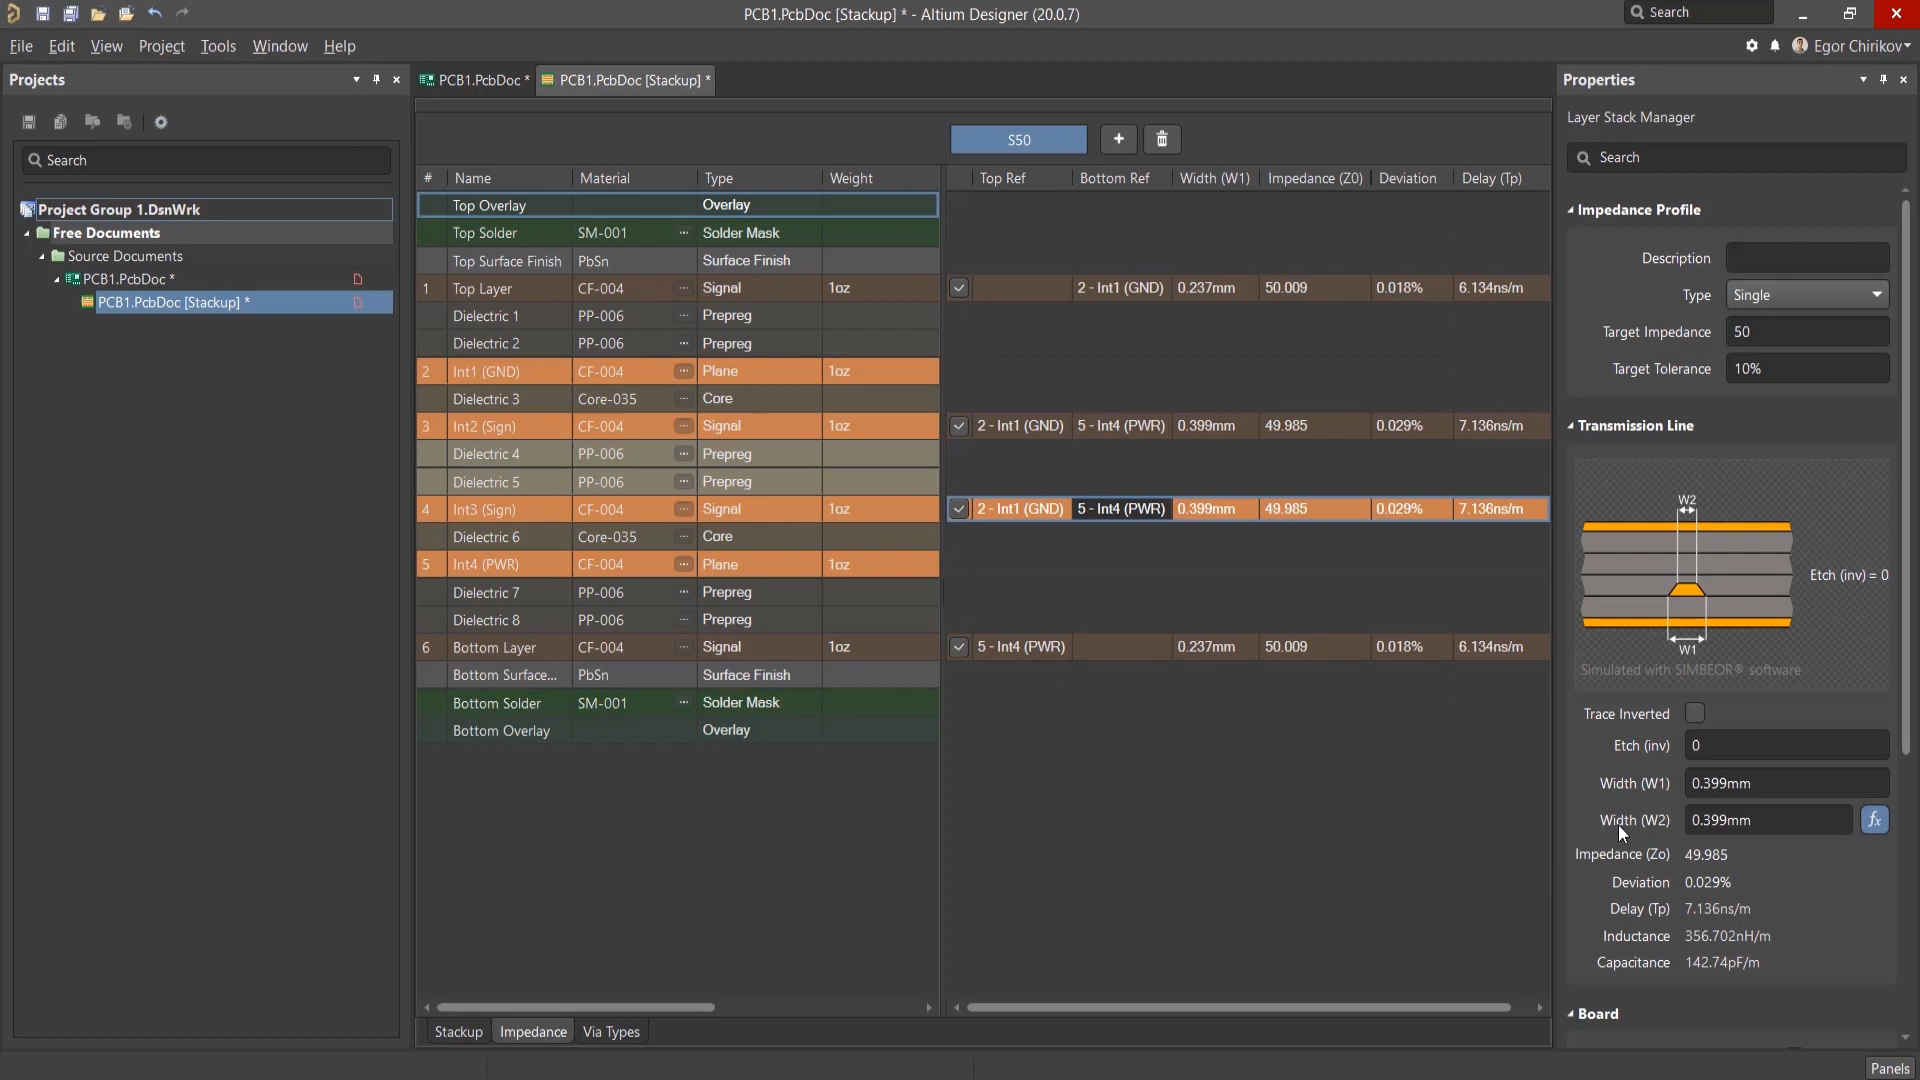 PCB1.PcbDoc [Stackup] * - Altium Designer (20.0.7)
Search
File Edit View Project Tools Window Help
Egor Chirikov
Projects
Search
Project Group 1.DsnWrk
Free Documents
Source Documents
PCB1.PcbDoc *
PCB1.PcbDoc [Stackup] *
PCB1.PcbDoc * PCB1.PcbDoc [Stackup] *
S50 +
# Name Material Type Weight
Top Overlay Overlay
Top Solder SM-001 ... Solder Mask
Top Surface Finish PbSn Surface Finish
1 Top Layer CF-004 ... Signal 1oz
Dielectric 1 PP-006 ... Prepreg
Dielectric 2 PP-006 ... Prepreg
2 Int1 (GND) CF-004 ... Plane 1oz
Dielectric 3 Core-035 ... Core
3 Int2 (Sign) CF-004 ... Signal 1oz
Dielectric 4 PP-006 ... Prepreg
Dielectric 5 PP-006 ... Prepreg
4 Int3 (Sign) CF-004 ... Signal 1oz
Dielectric 6 Core-035 ... Core
5 Int4 (PWR) CF-004 ... Plane 1oz
Dielectric 7 PP-006 ... Prepreg
Dielectric 8 PP-006 ... Prepreg
6 Bottom Layer CF-004 ... Signal 1oz
Bottom Surface... PbSn Surface Finish
Bottom Solder SM-001 ... Solder Mask
Bottom Overlay Overlay
Top Ref Bottom Ref Width (W1) Impedance (Z0) Deviation Delay (Tp)
2 - Int1 (GND) 0.237mm 50.009 0.018% 6.134ns/m
2 - Int1 (GND) 5 - Int4 (PWR) 0.399mm 49.985 0.029% 7.136ns/m
2 - Int1 (GND) 5 - Int4 (PWR) 0.399mm 49.985 0.029% 7.136ns/m
5 - Int4 (PWR) 0.237mm 50.009 0.018% 6.134ns/m
Stackup Impedance Via Types
Properties
Layer Stack Manager
Search
Impedance Profile
Description
Type Single
Target Impedance 50
Target Tolerance 10%
Transmission Line
W2
Etch (inv) = 0
W1
Simulated with SIMBEOR® software
Trace Inverted
Etch (inv) 0
Width (W1) 0.399mm
Width (W2) 0.399mm fx
Impedance (Zo) 49.985
Deviation 0.029%
Delay (Tp) 7.136ns/m
Inductance 356.702nH/m
Capacitance 142.74pF/m
Board
Panels